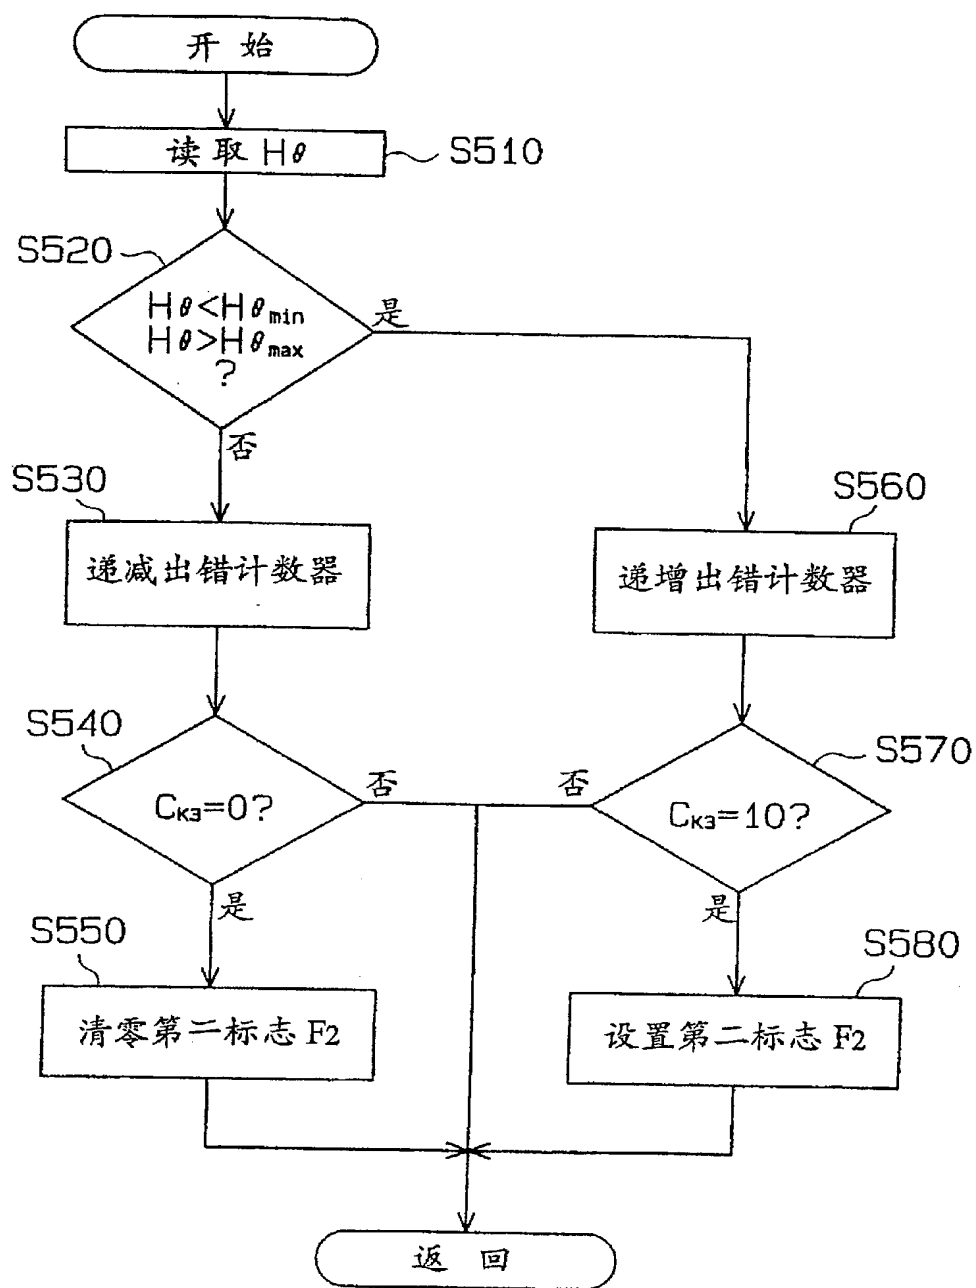 开始
读取 Hθ
S510
S520
Hθ<Hθmin
Hθ>Hθmax
?
是
否
S530
递减出错计数器
S560
递增出错计数器
S540
CK3=0?
否
是
S570
CK3=10?
否
是
S550
清零第二标志 F2
S580
设置第二标志 F2
返回